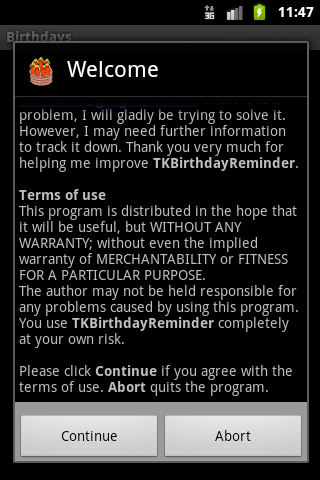 3G
11:47
Birthdays
Welcome
problem, I will gladly be trying to solve it.
However, I may need further information
to track it down. Thank you very much for
helping me improve TKBirthdayReminder.
Terms of use
This program is distributed in the hope that
it will be useful, but WITHOUT ANY
WARRANTY; without even the implied
warranty of MERCHANTABILITY or FITNESS
FOR A PARTICULAR PURPOSE.
The author may not be held responsible for
any problems caused by using this program.
You use TKBirthdayReminder completely
at your own risk.
Please click Continue if you agree with the
terms of use. Abort quits the program.
Continue
Abort